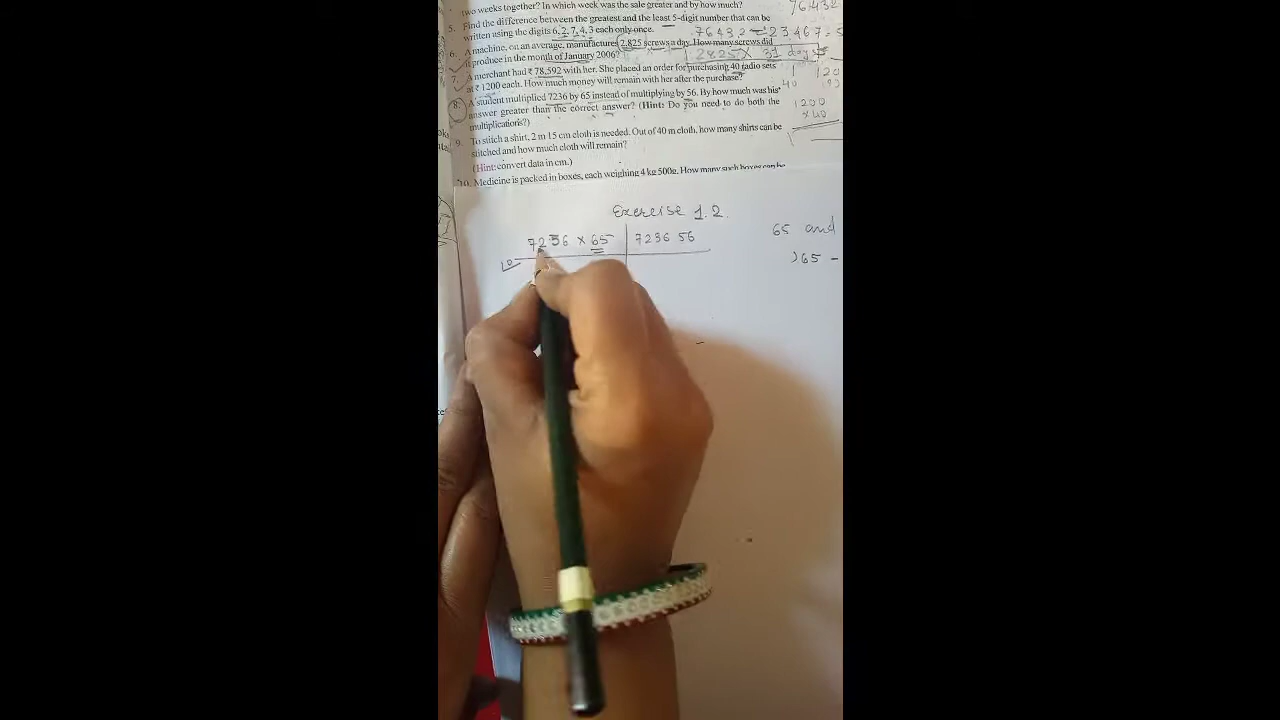 two weeks together? In which week was the sale greater and by how much?
76432
5. Find the difference between the greatest and the least 5-digit number that can be
written using the digits 6, 2, 7, 4, 3 each only once.
76432 - 23467 = 5
6. A machine, on an average, manufactures 2,825 screws a day. How many screws did
it produce in the month of January 2006?
2825 X 31 days
7. A merchant had ₹ 78,592 with her. She placed an order for purchasing 40 radio sets
at ₹ 1200 each. How much money will remain with her after the purchase?
1 120
40
8. A student multiplied 7236 by 65 instead of multiplying by 56. By how much was his
answer greater than the correct answer? (Hint: Do you need to do both the
multiplications?)
1200
x 40
9. To stitch a shirt, 2 m 15 cm cloth is needed. Out of 40 m cloth, how many shirts can be
stitched and how much cloth will remain?
(Hint: convert data in cm.)
10. Medicine is packed in boxes, each weighing 4 kg 500g. How many such boxes can be
Exercise 1.2.
7236 x 65
7236 56
65 and
)65 -